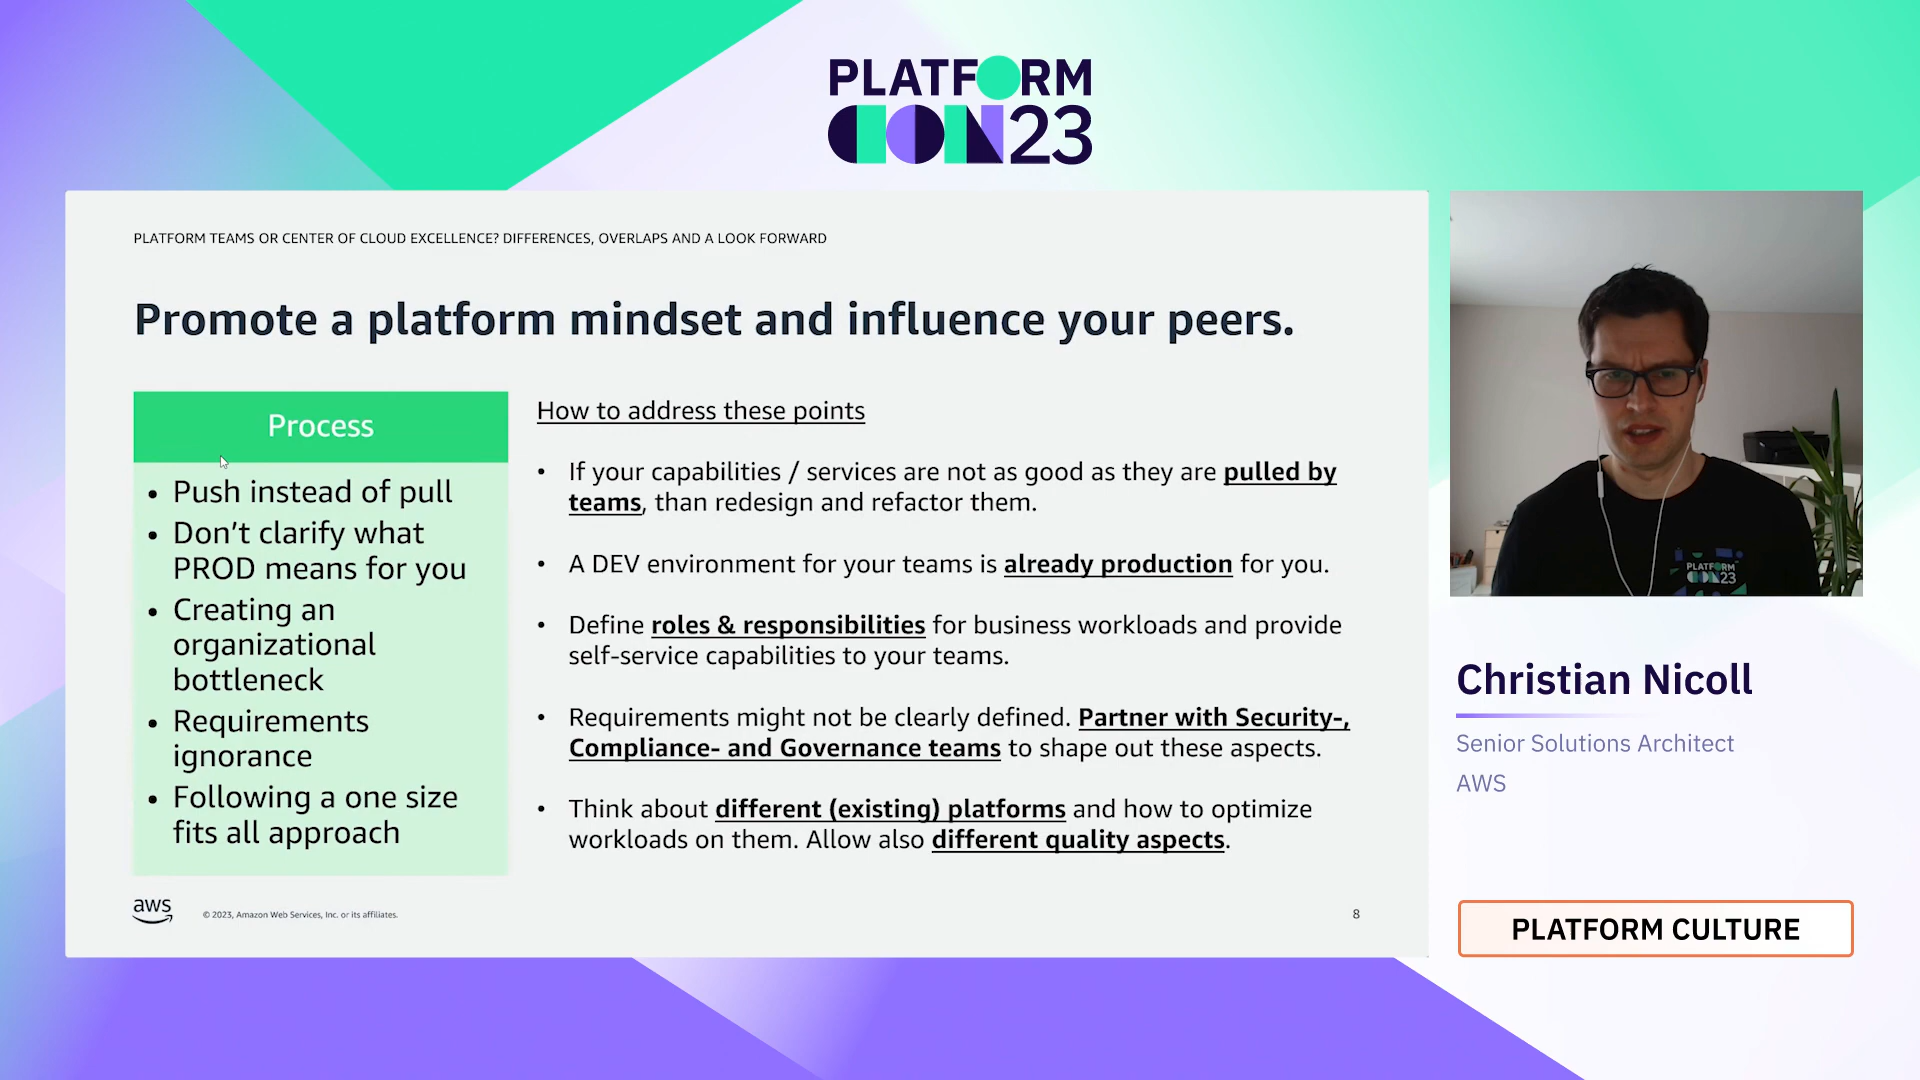 PLATFORM
CON23
PLATFORM TEAMS OR CENTER OF CLOUD EXCELLENCE? DIFFERENCES, OVERLAPS AND A LOOK FORWARD
Promote a platform mindset and influence your peers.
Process
• Push instead of pull
• Don’t clarify what
PROD means for you
• Creating an
organizational
bottleneck
• Requirements
ignorance
• Following a one size
fits all approach
How to address these points
• If your capabilities / services are not as good as they are pulled by
teams, than redesign and refactor them.
• A DEV environment for your teams is already production for you.
• Define roles & responsibilities for business workloads and provide
self-service capabilities to your teams.
• Requirements might not be clearly defined. Partner with Security-,
Compliance- and Governance teams to shape out these aspects.
• Think about different (existing) platforms and how to optimize
workloads on them. Allow also different quality aspects.
aws
© 2023, Amazon Web Services, Inc. or its affiliates.
8
PLATFORM
CON23
Christian Nicoll
Senior Solutions Architect
AWS
PLATFORM CULTURE